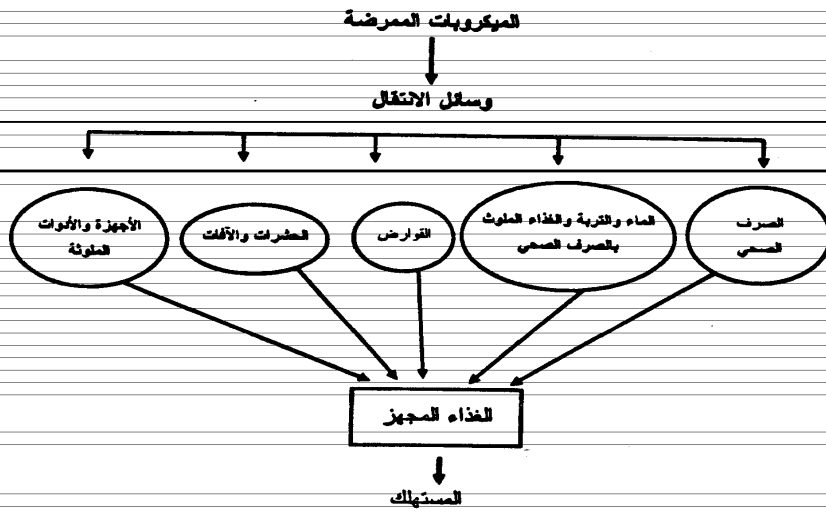 الميكروبات الممرضة
وسائل الانتقال
الصرف
الصحي
الماء والتربة والغذاء الملوث
بالصرف الصحي
القوارض
الحشرات والآفات
الأجهزة والأدوات
الملوثة
الغذاء المجهز
المستهلك